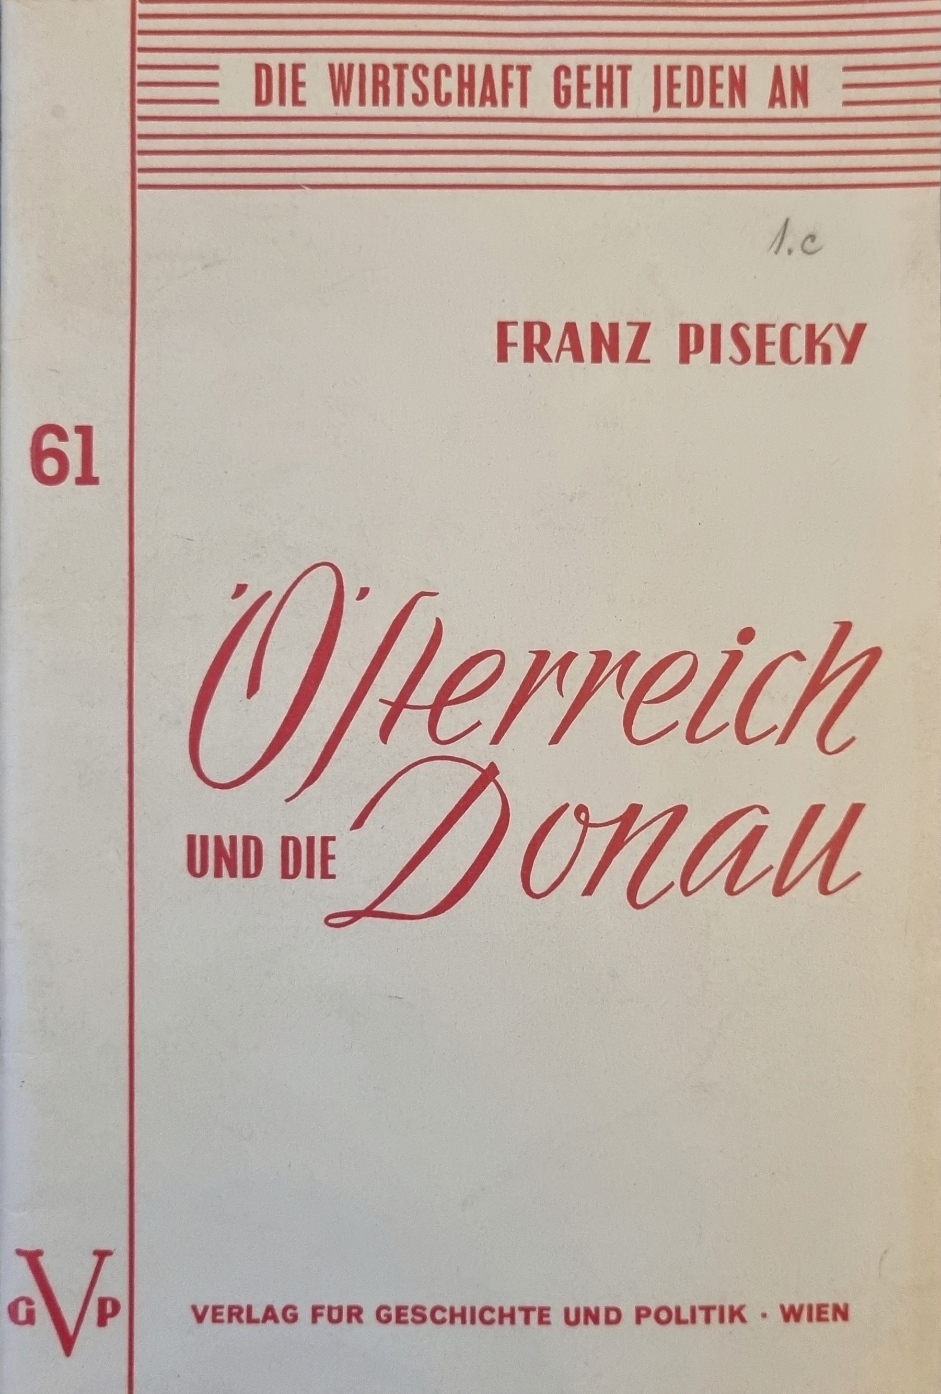 DIE WIRTSCHAFT GEHT JEDEN AN
1.c
FRANZ PISECKY
61
Öſterreich
UND DIE Donau
G V P
VERLAG FÜR GESCHICHTE UND POLITIK · WIEN